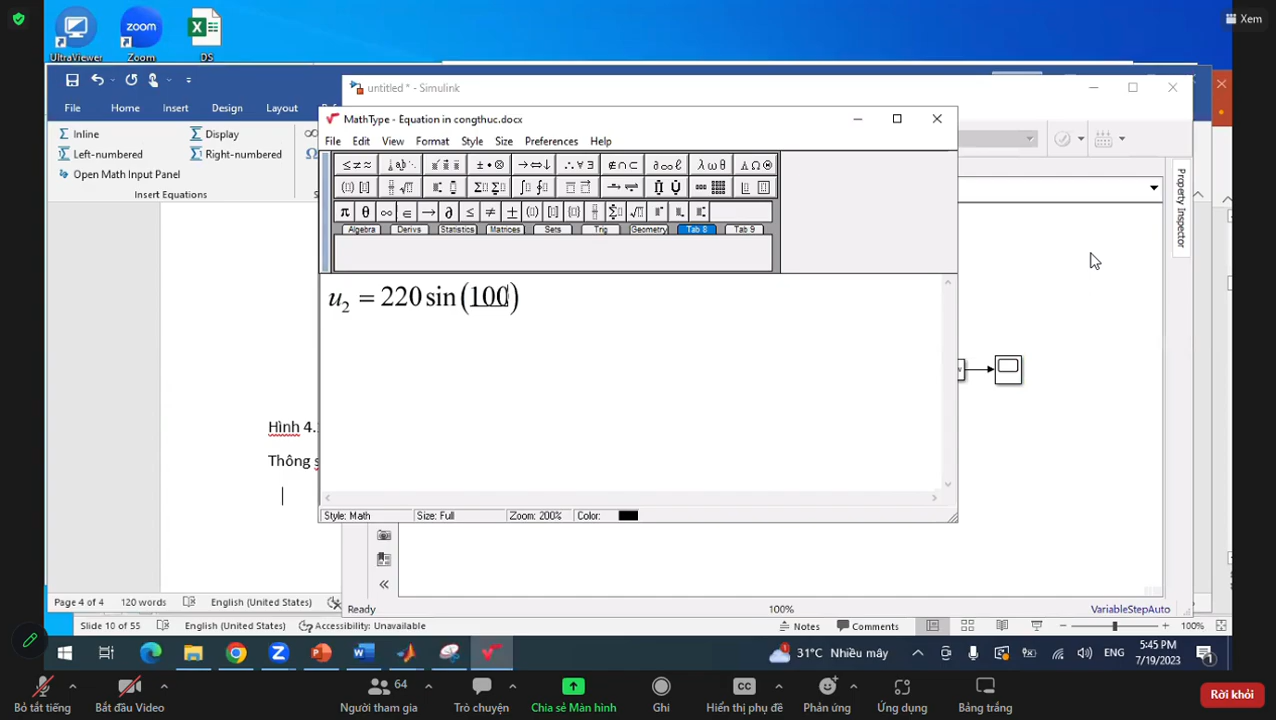 Xem
UltraViewer
Zoom
DS
untitled * - Simulink
File Home Insert Design Layout
MathType - Equation in congthuc.docx
Inline Display
Left-numbered Right-numbered
Open Math Input Panel
Insert Equations
File Edit View Format Style Size Preferences Help
Algebra Derivs Statistics Matrices Sets Trig Geometry Tab 8 Tab 9
Property Inspector
u₂ = 220 sin (100)
Hình 4.
Thông s
Style: Math Size: Full Zoom: 200% Color:
Page 4 of 4 120 words English (United States)
Ready 100% VariableStepAuto
Slide 10 of 55 English (United States) Accessibility: Unavailable Notes Comments 100%
31°C Nhiều mây ENG 5:45 PM
7/19/2023
1
64
Bỏ tắt tiếng Bắt đầu Video Người tham gia Trò chuyện Chia sẻ Màn hình Ghi Hiển thị phụ đề Phản ứng Ứng dụng Bảng trắng Rời khỏi